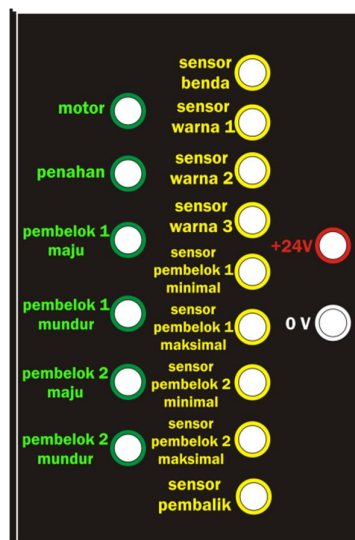 motor
penahan
pembelok 1
maju
pembelok 1
mundur
pembelok 2
maju
pembelok 2
mundur
sensor
benda
sensor
warna 1
sensor
warna 2
sensor
warna 3
sensor
pembelok 1
minimal
sensor
pembelok 1
maksimal
sensor
pembelok 2
minimal
sensor
pembelok 2
maksimal
sensor
pembalik
+24V
0 V